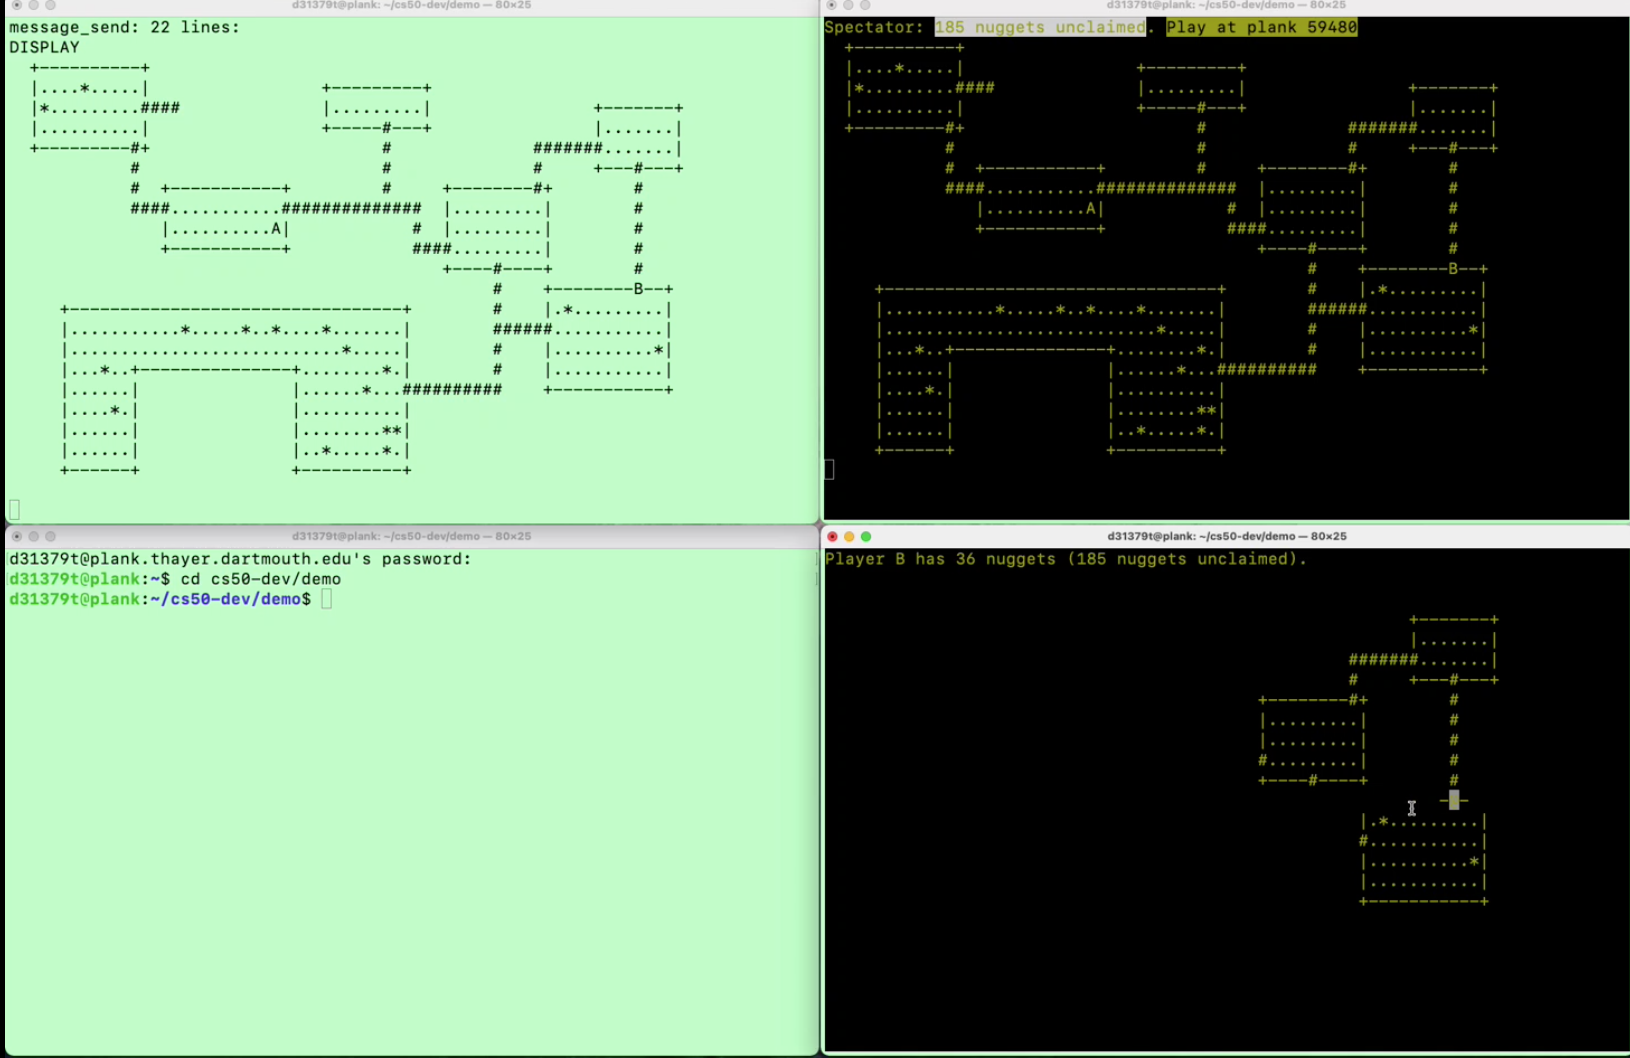 d31379t@plank: ~/cs50-dev/demo — 80×25
message_send: 22 lines:
DISPLAY
  +----------+
  |....*.....|                 +---------+
  |*.........####              |.........|                +-------+
  |..........|                 +-----#---+                |.......|
  +---------#+                       #              #######.......|
            #                        #              #     +---#---+
            #  +-----------+         #     +--------#+        #
            ####...........##############  |.........|        #
               |..........A|            #  |.........|        #
               +-----------+            ####.........|        #
                                           +----#----+        #
                                                #    +--------B--+
     +---------------------------------+        #    |.*.........|
     |...........*.....*..*....*.......|        ######...........|
     |...........................*.....|        #    |..........*|
     |...*..+---------------+........*.|        #    |...........|
     |......|               |......*...##########    +-----------+
     |....*.|               |..........|
     |......|               |........**|
     |......|               |..*.....*.|
     +------+               +----------+
d31379t@plank: ~/cs50-dev/demo — 80×25
Spectator: 185 nuggets unclaimed. Play at plank 59480
  +----------+
  |....*.....|                 +---------+
  |*.........####              |.........|                +-------+
  |..........|                 +-----#---+                |.......|
  +---------#+                       #              #######.......|
            #                        #              #     +---#---+
            #  +-----------+         #     +--------#+        #
            ####...........##############  |.........|        #
               |..........A|            #  |.........|        #
               +-----------+            ####.........|        #
                                           +----#----+        #
                                                #    +--------B--+
     +---------------------------------+        #    |.*.........|
     |...........*.....*..*....*.......|        ######...........|
     |...........................*.....|        #    |..........*|
     |...*..+---------------+........*.|        #    |...........|
     |......|               |......*...##########    +-----------+
     |....*.|               |..........|
     |......|               |........**|
     |......|               |..*.....*.|
     +------+               +----------+
d31379t@plank: ~/cs50-dev/demo — 80×25
d31379t@plank.thayer.dartmouth.edu's password:
d31379t@plank:~$ cd cs50-dev/demo
d31379t@plank:~/cs50-dev/demo$
d31379t@plank: ~/cs50-dev/demo — 80×25
Player B has 36 nuggets (185 nuggets unclaimed).
                                                          +-------+
                                                          |.......|
                                                    #######.......|
                                                    #     +---#---+
                                           +--------#+        #
                                           |.........|        #
                                           |.........|        #
                                           #.........|        #
                                           +----#----+        #
                                                             - -
                                                     |.*.........|
                                                     #...........|
                                                     |..........*|
                                                     |...........|
                                                     +-----------+